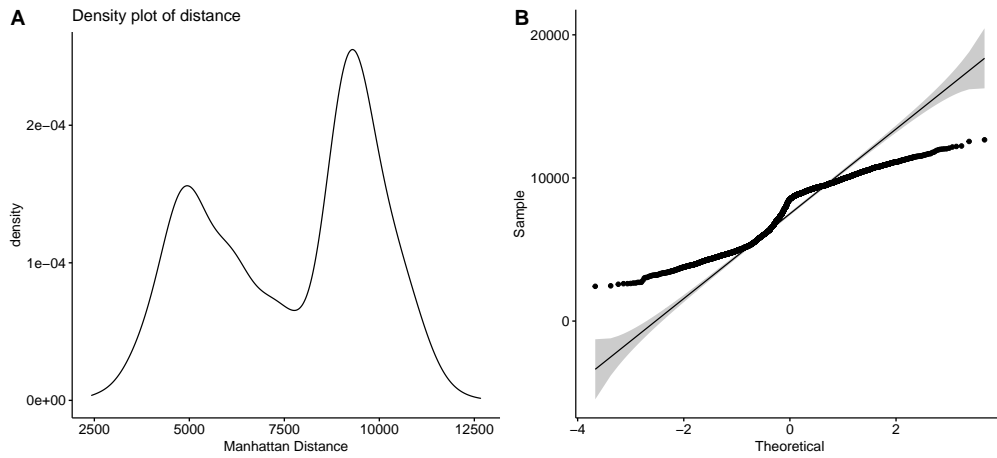 A
Density plot of distance
2e−04
1e−04
0e+00
density
2500
5000
7500
10000
12500
Manhattan Distance
B
20000
10000
0
Sample
−4
−2
0
2
Theoretical